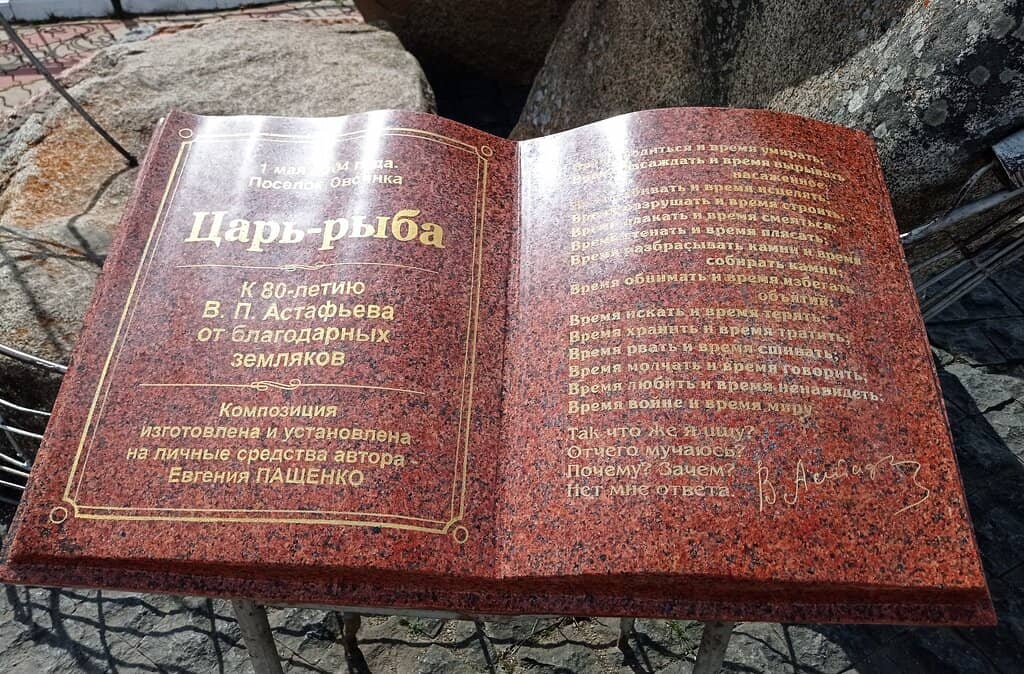 1 мая года.
Поселок Овсянка
Царь-рыба
К 80-летию
В. П. Астафьева
от благодарных
земляков
Композиция
изготовлена и установлена
на личные средства автора -
Евгения ПАЩЕНКО
и время умирать;
и время вырывать
насаженное;
и время исцелять;
разрушать и время строить;
плакать и время смеяться;
Время стенать и время плясать;
Время разбрасывать камни и время
собирать камни;
Время обнимать и время избегать
объятий;
Время искать и время терять;
Время хранить и время тратить;
Время рвать и время сшивать;
Время молчать и время говорить;
Время любить и время ненавидеть;
Время войне и время миру
Так что же я ищу?
Отчего мучаюсь?
Почему? Зачем?
Нет мне ответа.
В Астафьев